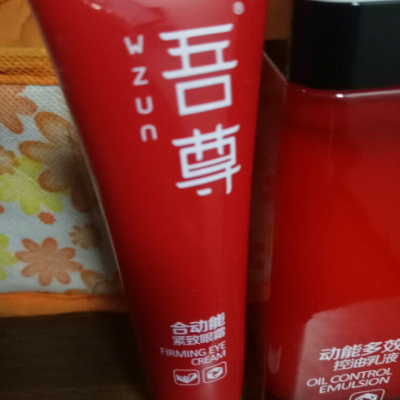 吾尊®
WZUN
合动能
紧致眼霜
FIRMING EYE
CREAM
动能多效
控油乳液
OIL CONTROL
EMULSION